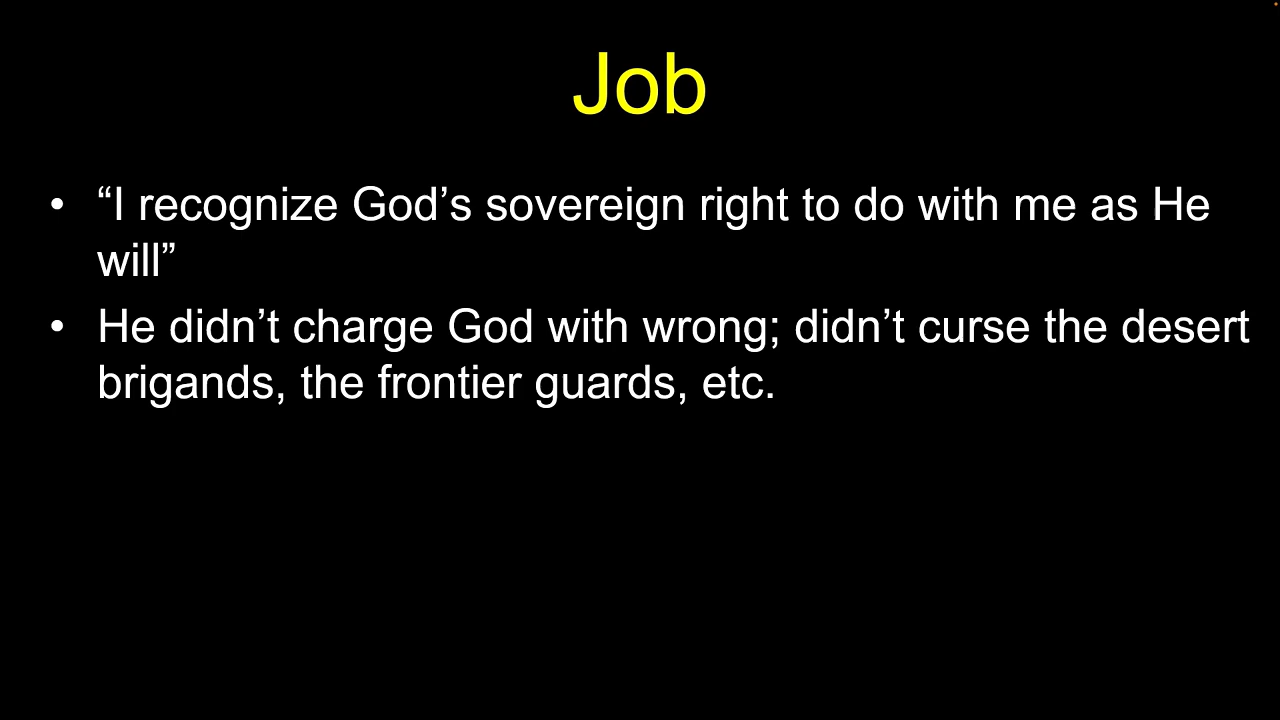 Job
• “I recognize God’s sovereign right to do with me as He
will”
• He didn’t charge God with wrong; didn’t curse the desert
brigands, the frontier guards, etc.